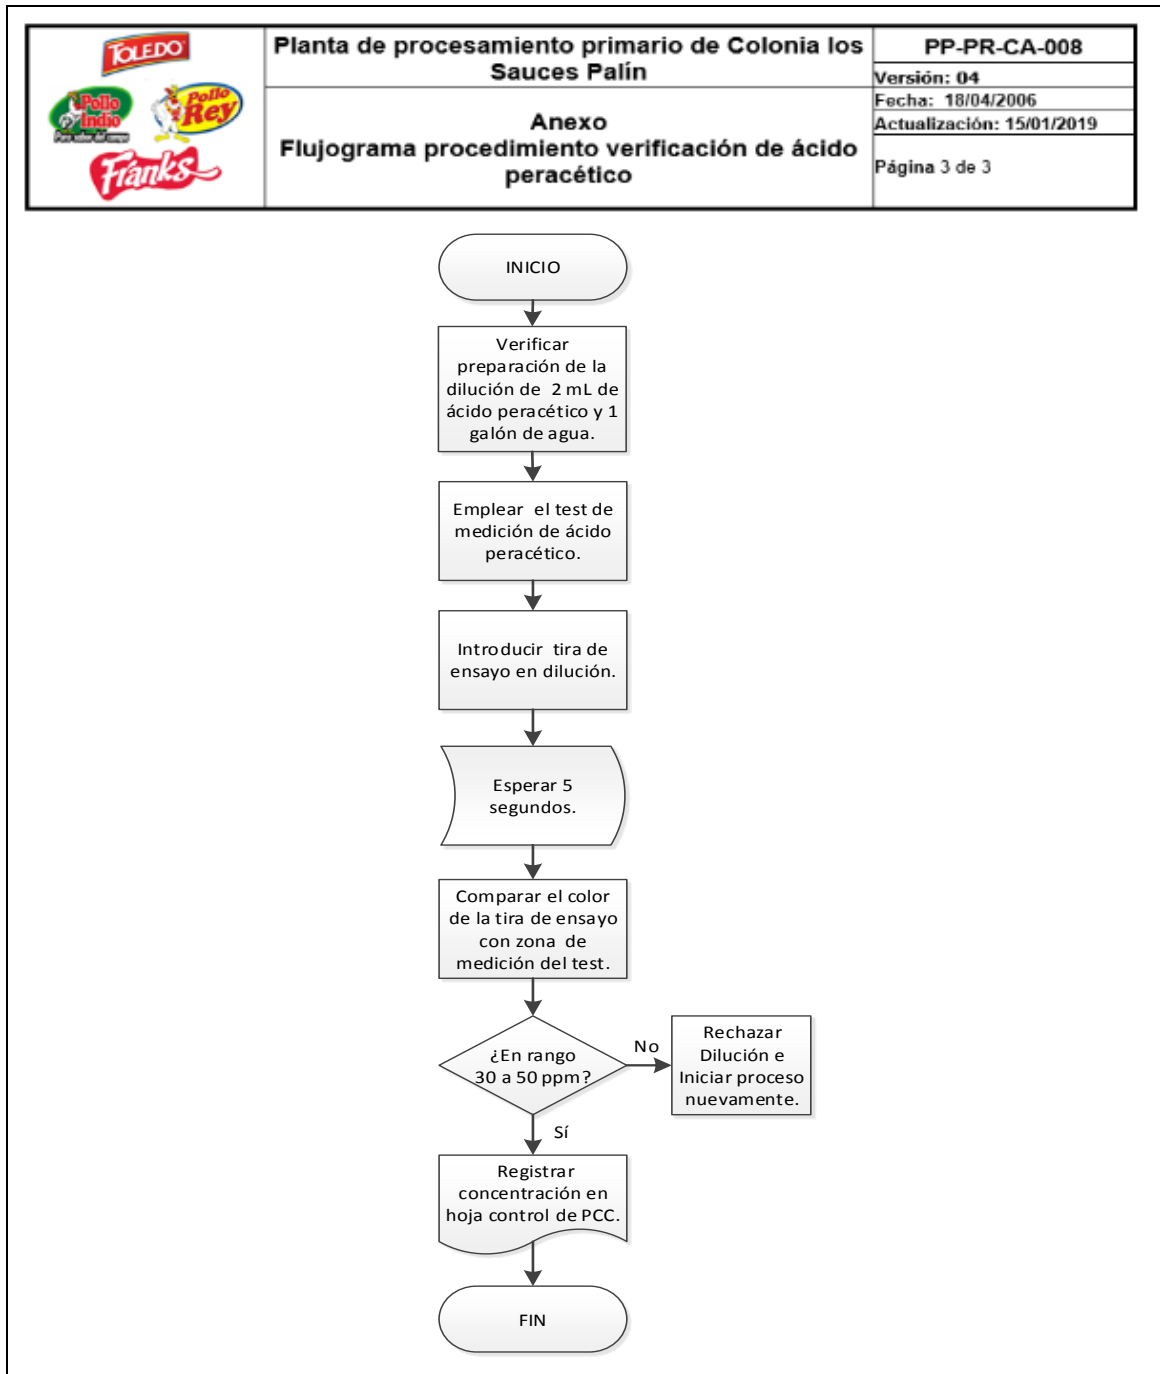 TOLEDO
Pollo
Indio
Pollo
Rey
Franks
Planta de procesamiento primario de Colonia los
Sauces Palín
Anexo
Flujograma procedimiento verificación de ácido
peracético
PP-PR-CA-008
Versión: 04
Fecha: 18/04/2006
Actualización: 15/01/2019
Página 3 de 3
INICIO
Verificar
preparación de la
dilución de 2 mL de
ácido peracético y 1
galón de agua.
Emplear el test de
medición de ácido
peracético.
Introducir tira de
ensayo en dilución.
Esperar 5
segundos.
Comparar el color
de la tira de ensayo
con zona de
medición del test.
¿En rango
30 a 50 ppm?
No
Rechazar
Dilución e
Iniciar proceso
nuevamente.
Sí
Registrar
concentración en
hoja control de PCC.
FIN